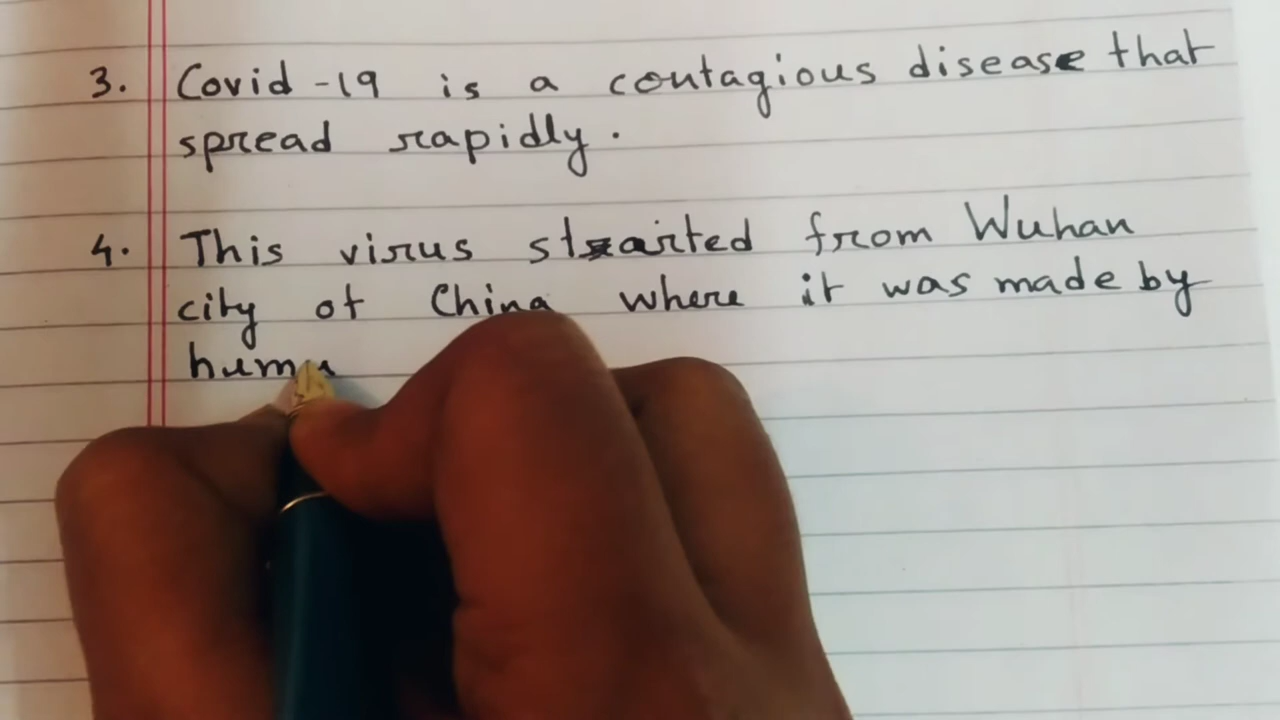 3. Covid-19 is a contagious disease that
spread rapidly.
4. This virus started from Wuhan
city of China where it was made by